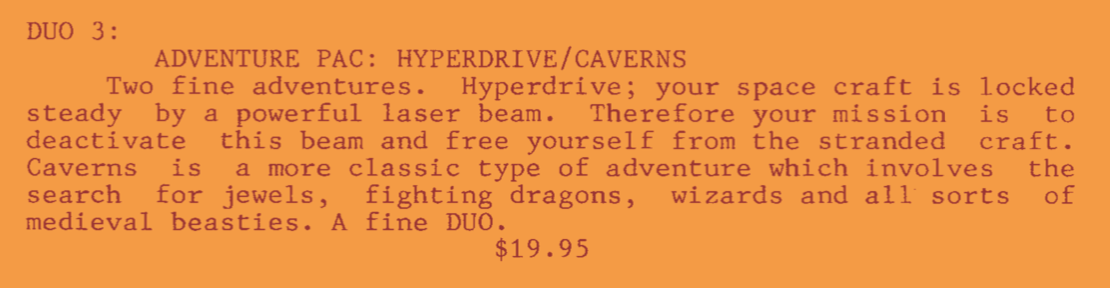 DUO 3:
ADVENTURE PAC: HYPERDRIVE/CAVERNS
Two fine adventures. Hyperdrive; your space craft is locked
steady by a powerful laser beam. Therefore your mission is to
deactivate this beam and free yourself from the stranded craft.
Caverns is a more classic type of adventure which involves the
search for jewels, fighting dragons, wizards and all sorts of
medieval beasties. A fine DUO.
$19.95